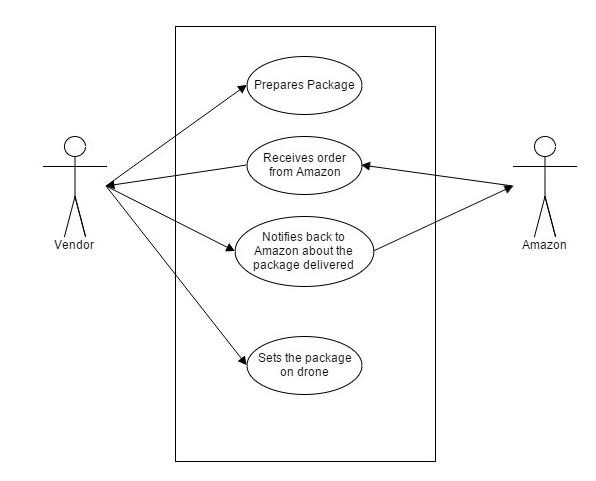 Prepares Package
Receives order
from Amazon
Vendor
Notifies back to
Amazon about the
package delivered
Amazon
Sets the package
on drone